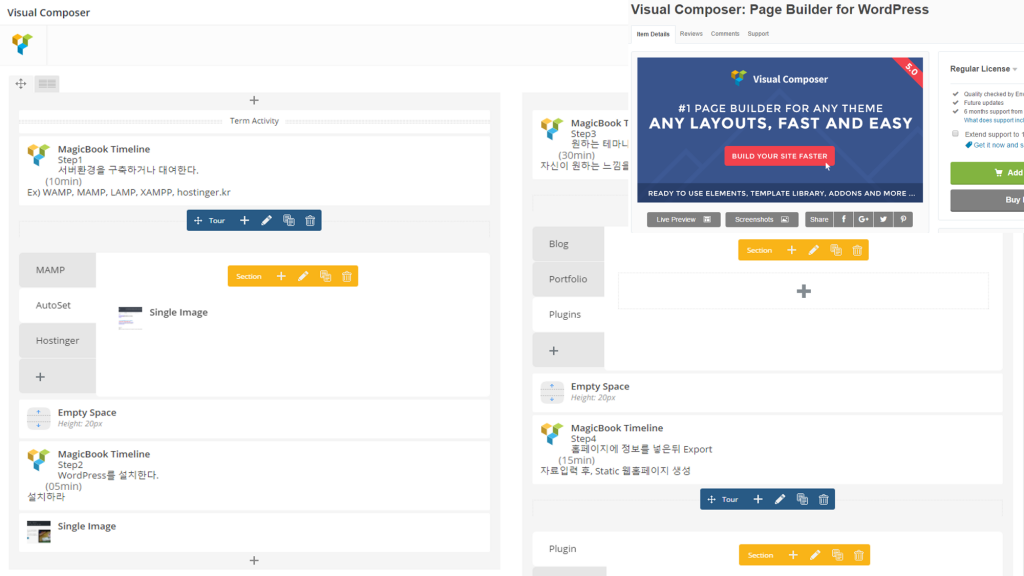 Visual Composer
Term Activity
MagicBook Timeline
Step1
서버환경을 구축하거나 대여한다.
(10min)
Ex) WAMP, MAMP, LAMP, XAMPP, hostinger.kr
Tour
MAMP
Section
AutoSet
Single Image
Hostinger
Empty Space
Height: 20px
MagicBook Timeline
Step2
WordPress를 설치한다.
(05min)
설치하라
Single Image
Visual Composer: Page Builder for WordPress
Item Details
Reviews
Comments
Support
5.0
Visual Composer
#1 PAGE BUILDER FOR ANY THEME
ANY LAYOUTS, FAST AND EASY
BUILD YOUR SITE FASTER
READY TO USE ELEMENTS, TEMPLATE LIBRARY, ADDONS AND MORE ...
Live Preview
Screenshots
Share
f
G+
Regular License
Quality checked by
Future updates
6 months support from
What does support
Extend support to 1
Get it now and s
Add
Buy
MagicBook T
Step3
원하는 테마나
(30min)
자신이 원하는 느낌을
Blog
Section
Portfolio
Plugins
Empty Space
Height: 20px
MagicBook Timeline
Step4
홈페이지에 정보를 넣은뒤 Export
(15min)
자료입력 후, Static 웹홈페이지 생성
Tour
Plugin
Section